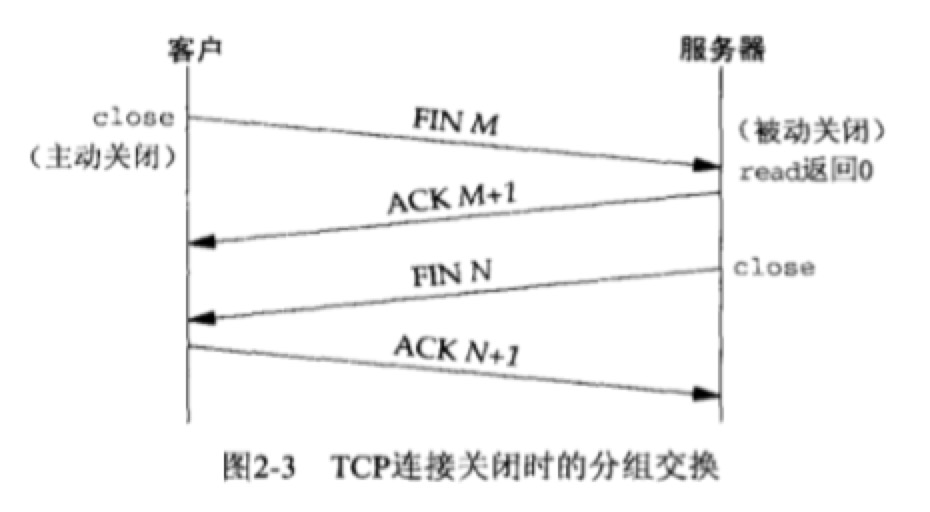 客户
服务器
close
(主动关闭)
FIN M
(被动关闭)
read返回0
ACK M+1
FIN N
close
ACK N+1
图2-3 TCP连接关闭时的分组交换